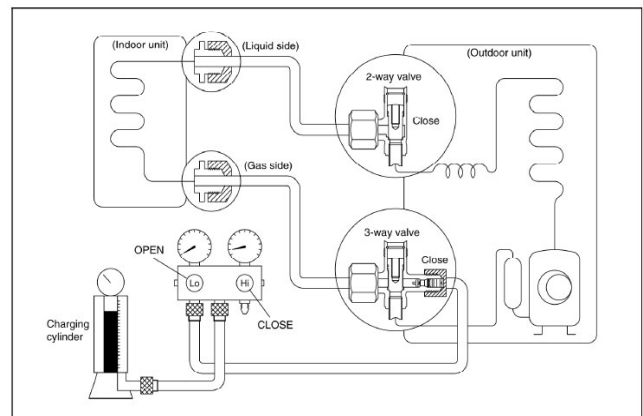 (Indoor unit)
(Liquid side)
(Outdoor unit)
2-way valve
Close
(Gas side)
3-way valve
Close
OPEN
Lo
Hi
CLOSE
Charging
cylinder